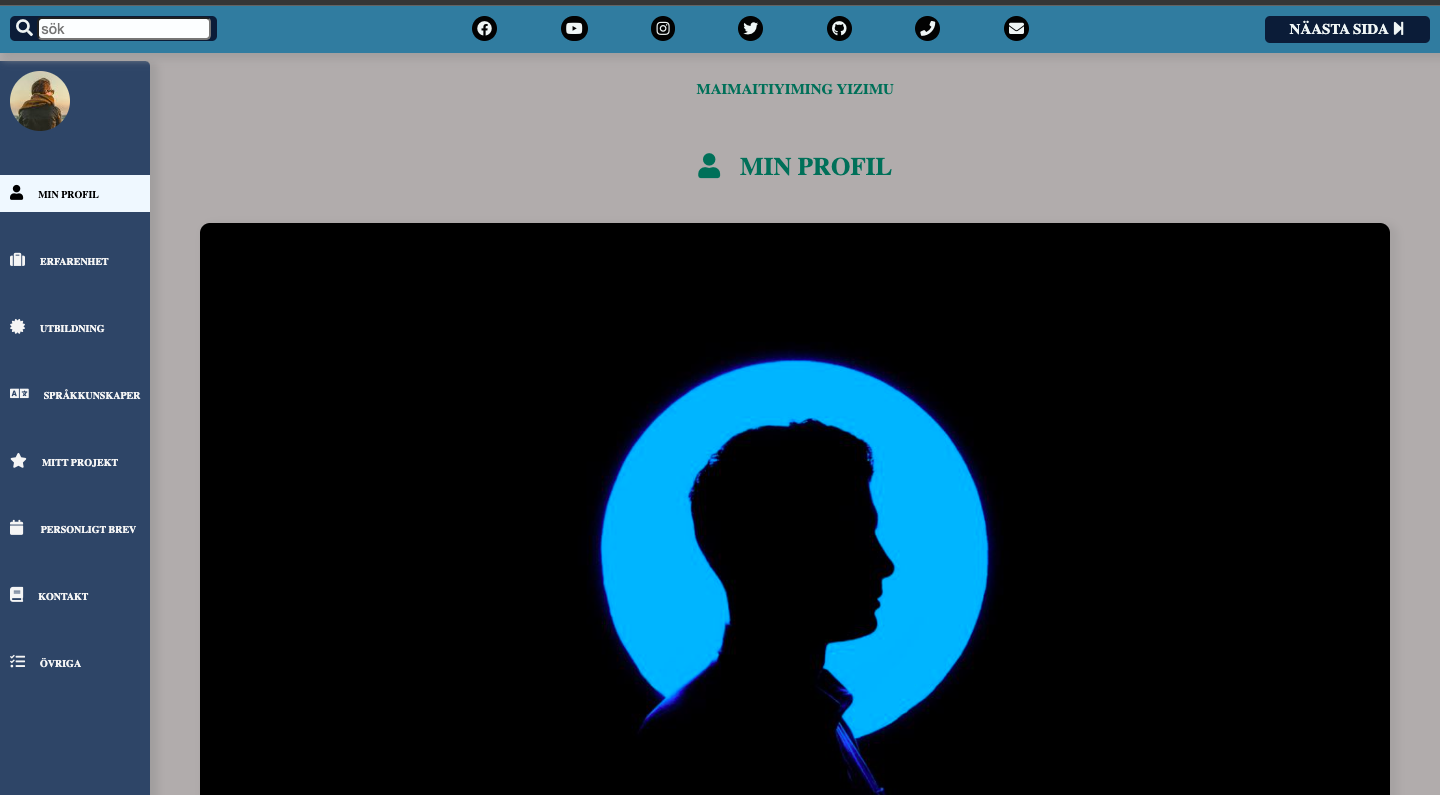 sök
NÄASTA SIDA
MAIMAITIYIMING YIZIMU
MIN PROFIL
MIN PROFIL
ERFARENHET
UTBILDNING
SPRÅKKUNSKAPER
MITT PROJEKT
PERSONLIGT BREV
KONTAKT
ÖVRIGA